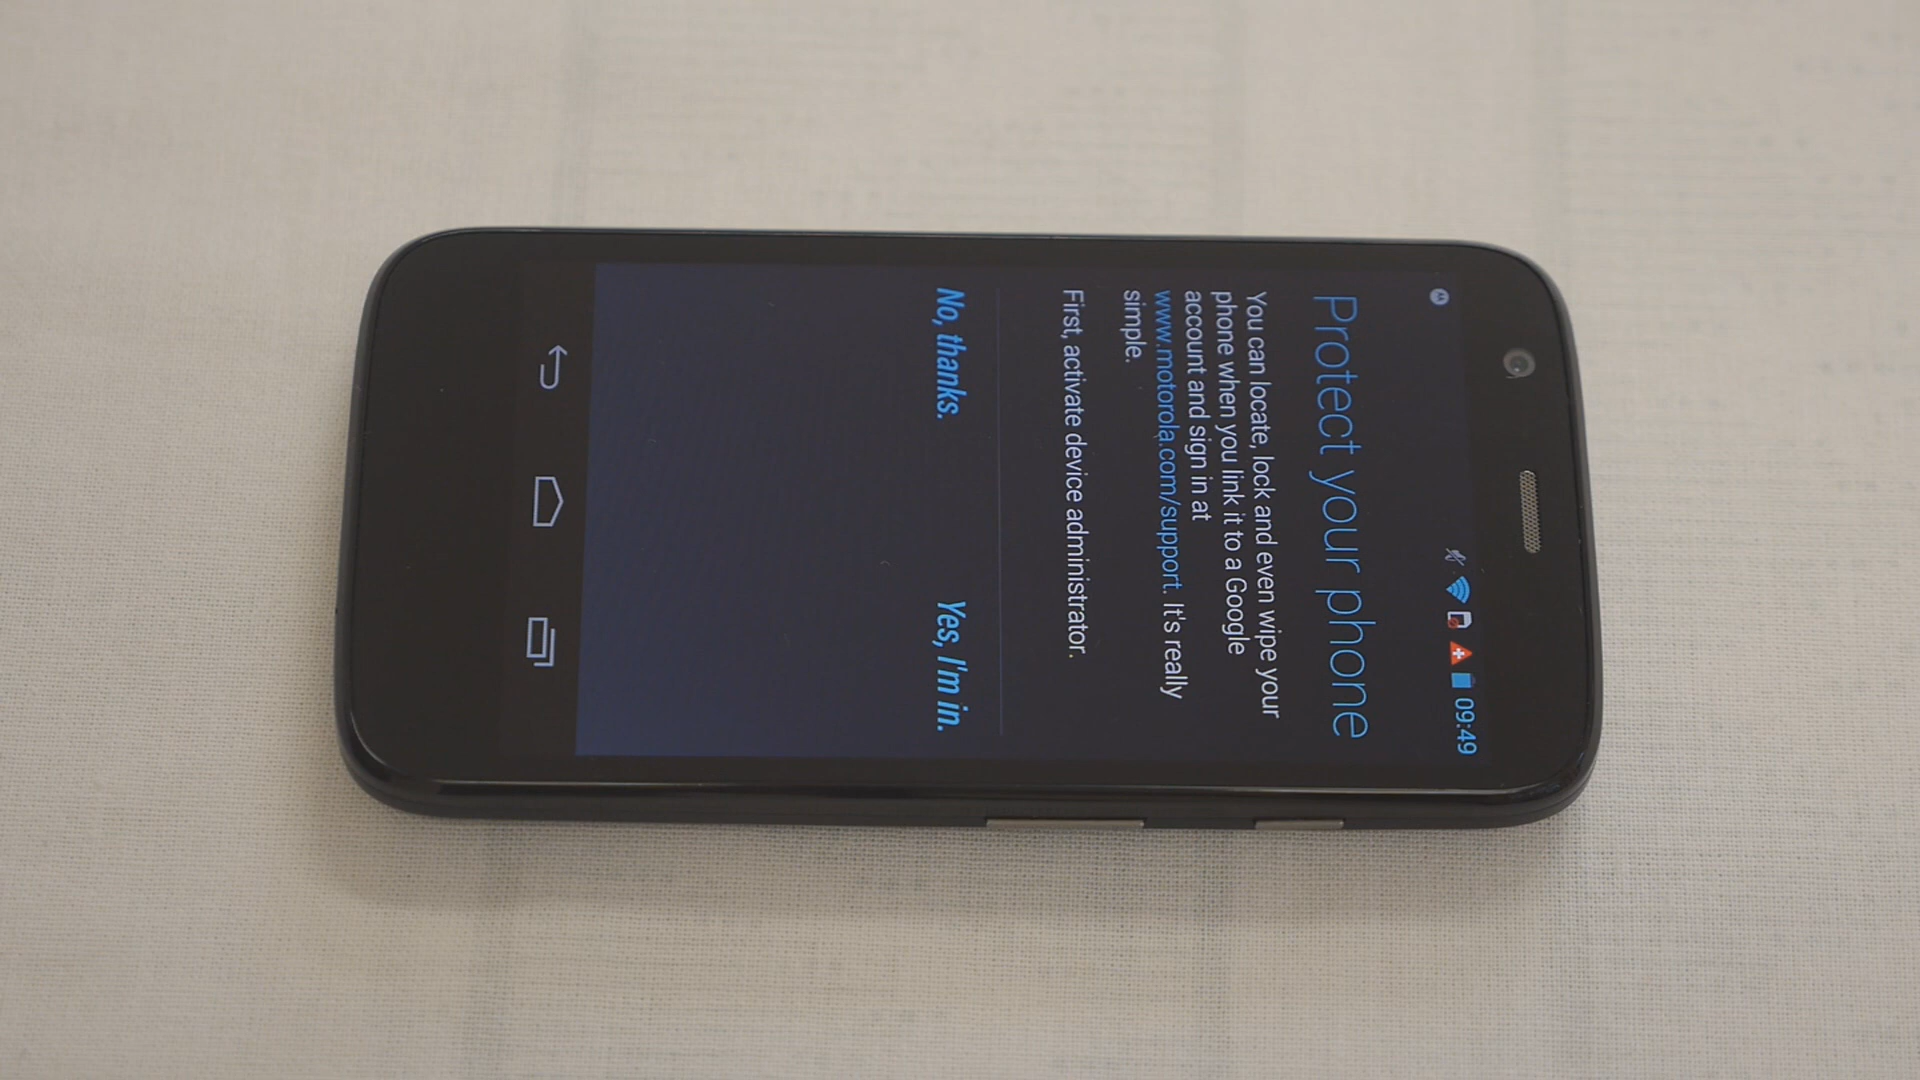 09:49
Protect your phone
You can locate, lock and even wipe your
phone when you link it to a Google
account and sign in at
www.motorola.com/support. It's really
simple.
First, activate device administrator.
No, thanks. Yes, I'm in.